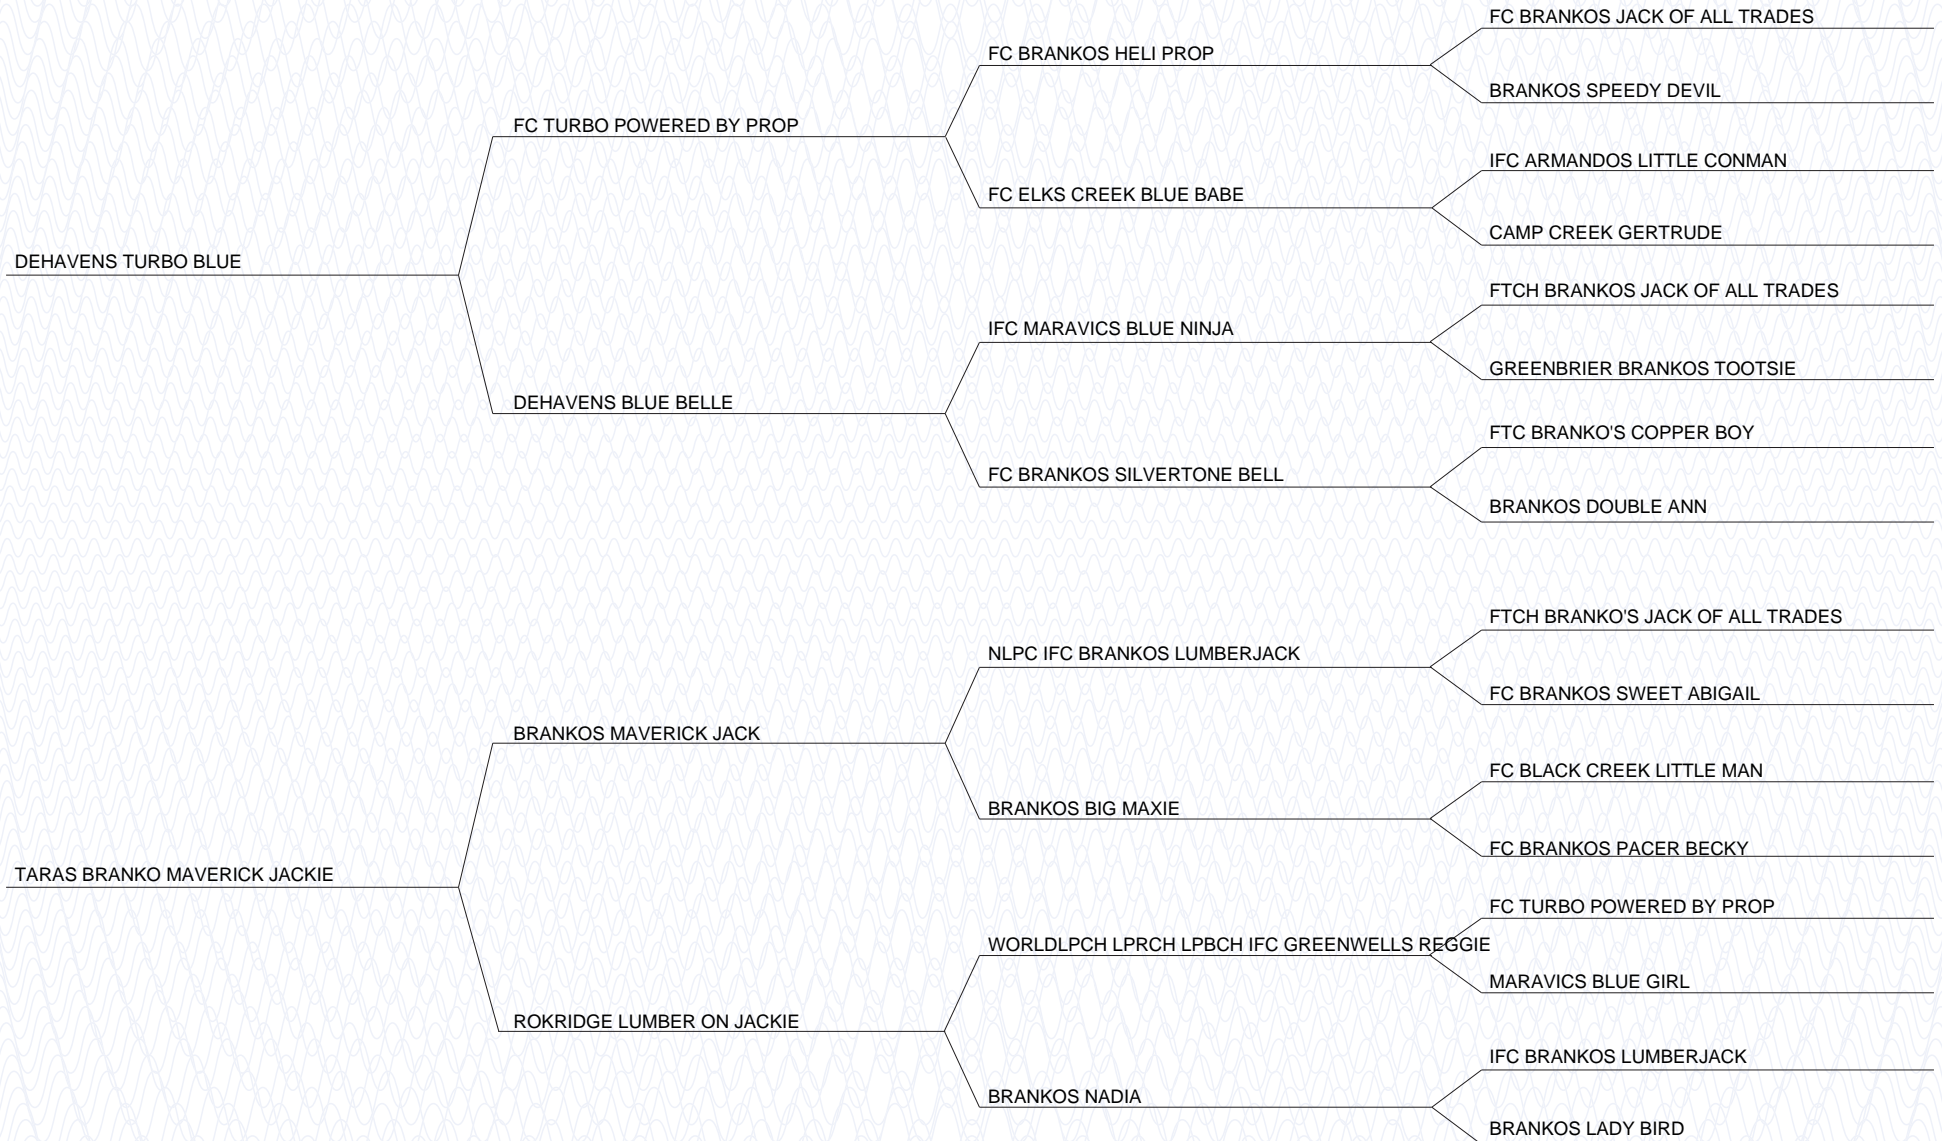 FC BRANKOS JACK OF ALL TRADES
FC BRANKOS HELI PROP
BRANKOS SPEEDY DEVIL
FC TURBO POWERED BY PROP
IFC ARMANDOS LITTLE CONMAN
FC ELKS CREEK BLUE BABE
CAMP CREEK GERTRUDE
DEHAVENS TURBO BLUE
FTCH BRANKOS JACK OF ALL TRADES
IFC MARAVICS BLUE NINJA
GREENBRIER BRANKOS TOOTSIE
DEHAVENS BLUE BELLE
FTC BRANKO'S COPPER BOY
FC BRANKOS SILVERTONE BELL
BRANKOS DOUBLE ANN
FTCH BRANKO'S JACK OF ALL TRADES
NLPC IFC BRANKOS LUMBERJACK
FC BRANKOS SWEET ABIGAIL
BRANKOS MAVERICK JACK
FC BLACK CREEK LITTLE MAN
BRANKOS BIG MAXIE
FC BRANKOS PACER BECKY
TARAS BRANKO MAVERICK JACKIE
FC TURBO POWERED BY PROP
WORLDLPCH LPRCH LPBCH IFC GREENWELLS REGGIE
MARAVICS BLUE GIRL
ROKRIDGE LUMBER ON JACKIE
IFC BRANKOS LUMBERJACK
BRANKOS NADIA
BRANKOS LADY BIRD